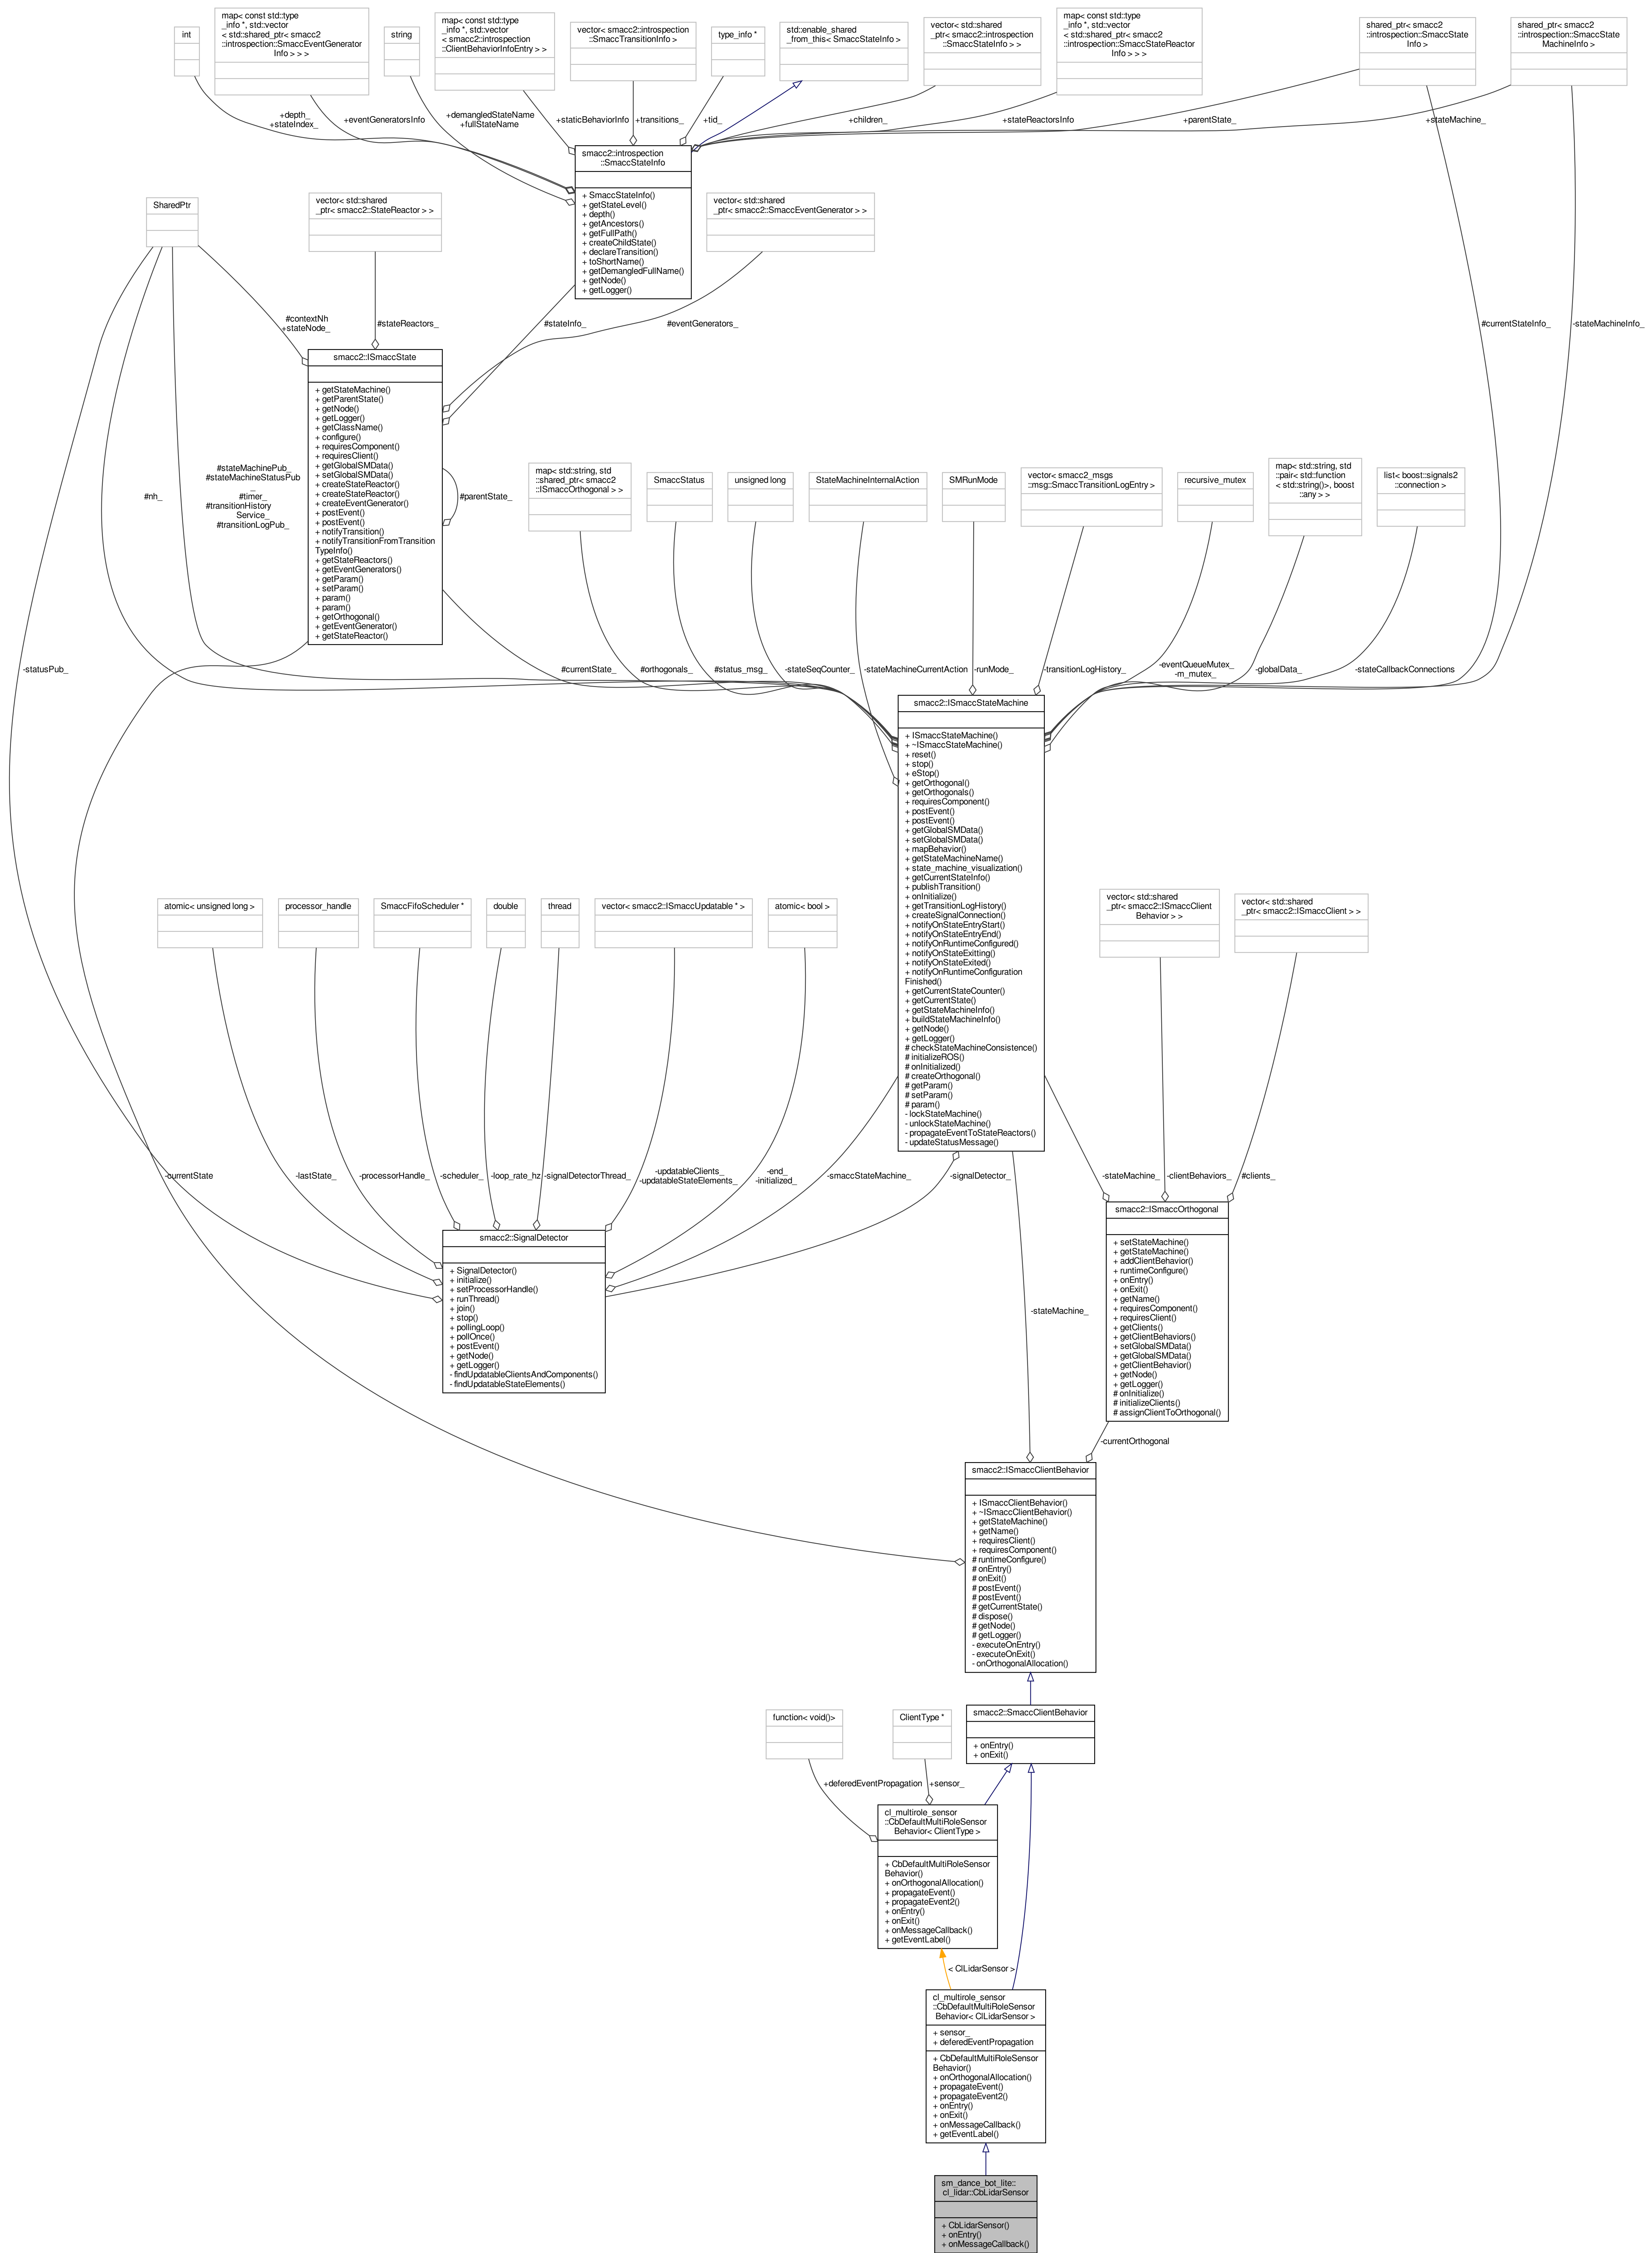 int
map< const std::type
_info *, std::vector
< std::shared_ptr< smacc2
::introspection::SmaccEventGenerator
Info > > >
string
map< const std::type
_info *, std::vector
< smacc2::introspection
::ClientBehaviorInfoEntry > >
vector< smacc2::introspection
::SmaccTransitionInfo >
type_info *
std::enable_shared
_from_this< SmaccStateInfo >
vector< std::shared
_ptr< smacc2::introspection
::SmaccStateInfo > >
map< const std::type
_info *, std::vector
< std::shared_ptr< smacc2
::introspection::SmaccStateReactor
Info > > >
shared_ptr< smacc2
::introspection::SmaccState
Info >
shared_ptr< smacc2
::introspection::SmaccState
MachineInfo >
+depth_
+stateIndex_
+eventGeneratorsInfo
+demangledStateName
+fullStateName
+staticBehaviorInfo
+transitions_
+tid_
+children_
+stateReactorsInfo
+parentState_
+stateMachine_
smacc2::introspection
::SmaccStateInfo
+ SmaccStateInfo()
+ getStateLevel()
+ depth()
+ getAncestors()
+ getFullPath()
+ createChildState()
+ declareTransition()
+ toShortName()
+ getDemangledFullName()
+ getNode()
+ getLogger()
SharedPtr
vector< std::shared
_ptr< smacc2::StateReactor > >
vector< std::shared
_ptr< smacc2::SmaccEventGenerator > >
#contextNh
+stateNode_
#stateReactors_
#stateInfo_
#eventGenerators_
#currentStateInfo_
-stateMachineInfo_
smacc2::ISmaccState
+ getStateMachine()
+ getParentState()
+ getNode()
+ getLogger()
+ getClassName()
+ configure()
+ requiresComponent()
+ requiresClient()
+ getGlobalSMData()
+ setGlobalSMData()
+ createStateReactor()
+ createStateReactor()
+ createEventGenerator()
+ postEvent()
+ postEvent()
+ notifyTransition()
+ notifyTransitionFromTransition
TypeInfo()
+ getStateReactors()
+ getEventGenerators()
+ getParam()
+ setParam()
+ param()
+ param()
+ getOrthogonal()
+ getEventGenerator()
+ getStateReactor()
#parentState_
#nh_
#stateMachinePub_
#stateMachineStatusPub
_
#timer_
#transitionHistory
Service_
#transitionLogPub_
map< std::string, std
::shared_ptr< smacc2
::ISmaccOrthogonal > >
SmaccStatus
unsigned long
StateMachineInternalAction
SMRunMode
vector< smacc2_msgs
::msg::SmaccTransitionLogEntry >
recursive_mutex
map< std::string, std
::pair< std::function
< std::string()>, boost
::any > >
list< boost::signals2
::connection >
-statusPub_
#currentState_
#orthogonals_
#status_msg_
-stateSeqCounter_
-stateMachineCurrentAction
-runMode_
-transitionLogHistory_
-eventQueueMutex_
-m_mutex_
-globalData_
-stateCallbackConnections
smacc2::ISmaccStateMachine
+ ISmaccStateMachine()
+ ~ISmaccStateMachine()
+ reset()
+ stop()
+ eStop()
+ getOrthogonal()
+ getOrthogonals()
+ requiresComponent()
+ postEvent()
+ postEvent()
+ getGlobalSMData()
+ setGlobalSMData()
+ mapBehavior()
+ getStateMachineName()
+ state_machine_visualization()
+ getCurrentStateInfo()
+ publishTransition()
+ onInitialize()
+ getTransitionLogHistory()
+ createSignalConnection()
+ notifyOnStateEntryStart()
+ notifyOnStateEntryEnd()
+ notifyOnRuntimeConfigured()
+ notifyOnStateExitting()
+ notifyOnStateExited()
+ notifyOnRuntimeConfiguration
Finished()
+ getCurrentStateCounter()
+ getCurrentState()
+ getStateMachineInfo()
+ buildStateMachineInfo()
+ getNode()
+ getLogger()
# checkStateMachineConsistence()
# initializeROS()
# onInitialized()
# createOrthogonal()
# getParam()
# setParam()
# param()
- lockStateMachine()
- unlockStateMachine()
- propagateEventToStateReactors()
- updateStatusMessage()
atomic< unsigned long >
processor_handle
SmaccFifoScheduler *
double
thread
vector< smacc2::ISmaccUpdatable * >
atomic< bool >
vector< std::shared
_ptr< smacc2::ISmaccClient
Behavior > >
vector< std::shared
_ptr< smacc2::ISmaccClient > >
-currentState
-lastState_
-processorHandle_
-scheduler_
-loop_rate_hz
-signalDetectorThread_
-updatableClients_
-updatableStateElements_
-end_
-initialized_
-smaccStateMachine_
-signalDetector_
-stateMachine_
-clientBehaviors_
#clients_
smacc2::SignalDetector
+ SignalDetector()
+ initialize()
+ setProcessorHandle()
+ runThread()
+ join()
+ stop()
+ pollingLoop()
+ pollOnce()
+ postEvent()
+ getNode()
+ getLogger()
- findUpdatableClientsAndComponents()
- findUpdatableStateElements()
smacc2::ISmaccOrthogonal
+ setStateMachine()
+ getStateMachine()
+ addClientBehavior()
+ runtimeConfigure()
+ onEntry()
+ onExit()
+ getName()
+ requiresComponent()
+ requiresClient()
+ getClients()
+ getClientBehaviors()
+ setGlobalSMData()
+ getGlobalSMData()
+ getClientBehavior()
+ getNode()
+ getLogger()
# onInitialize()
# initializeClients()
# assignClientToOrthogonal()
-stateMachine_
-currentOrthogonal
smacc2::ISmaccClientBehavior
+ ISmaccClientBehavior()
+ ~ISmaccClientBehavior()
+ getStateMachine()
+ getName()
+ requiresClient()
+ requiresComponent()
# runtimeConfigure()
# onEntry()
# onExit()
# postEvent()
# postEvent()
# getCurrentState()
# dispose()
# getNode()
# getLogger()
- executeOnEntry()
- executeOnExit()
- onOrthogonalAllocation()
function< void()>
ClientType *
smacc2::SmaccClientBehavior
+ onEntry()
+ onExit()
+deferedEventPropagation
+sensor_
cl_multirole_sensor
::CbDefaultMultiRoleSensor
Behavior< ClientType >
+ CbDefaultMultiRoleSensor
Behavior()
+ onOrthogonalAllocation()
+ propagateEvent()
+ propagateEvent2()
+ onEntry()
+ onExit()
+ onMessageCallback()
+ getEventLabel()
< ClLidarSensor >
cl_multirole_sensor
::CbDefaultMultiRoleSensor
Behavior< ClLidarSensor >
+ sensor_
+ deferedEventPropagation
+ CbDefaultMultiRoleSensor
Behavior()
+ onOrthogonalAllocation()
+ propagateEvent()
+ propagateEvent2()
+ onEntry()
+ onExit()
+ onMessageCallback()
+ getEventLabel()
sm_dance_bot_lite::
cl_lidar::CbLidarSensor
+ CbLidarSensor()
+ onEntry()
+ onMessageCallback()